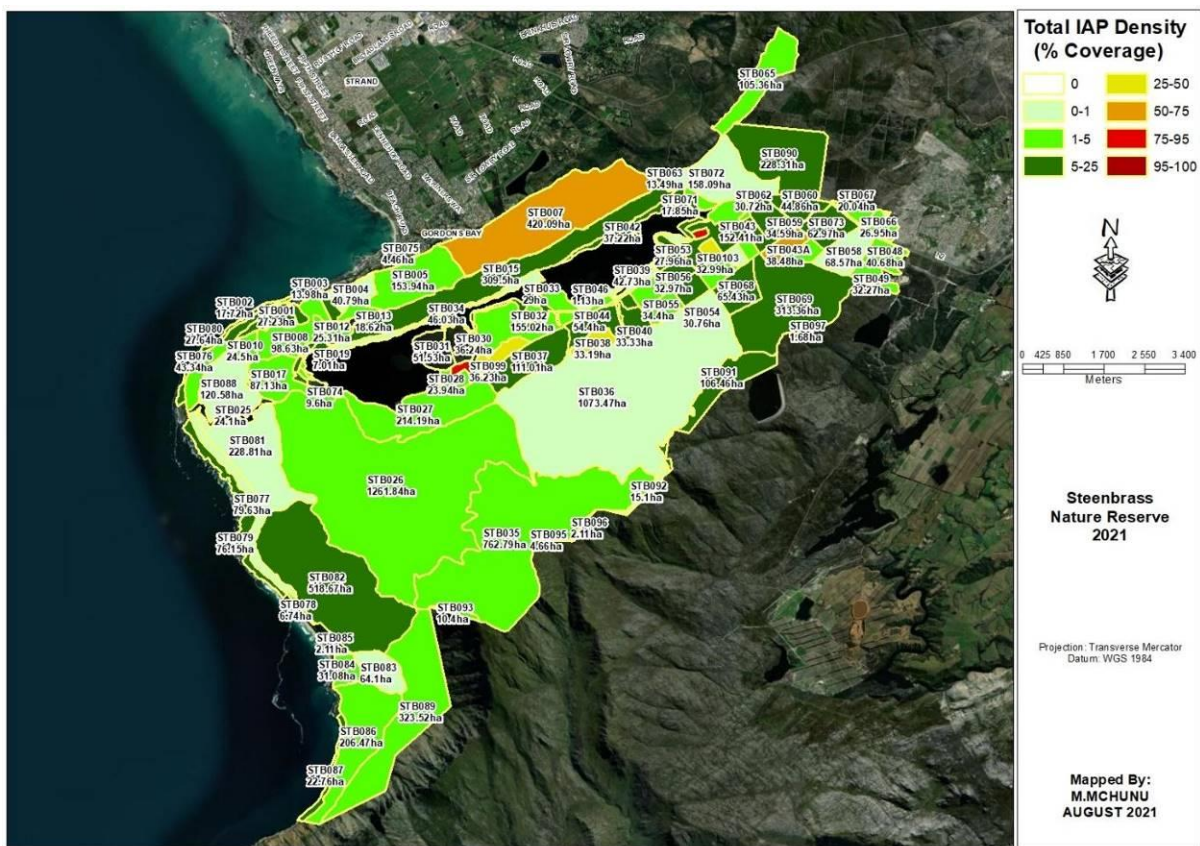 Total IAP Density
(% Coverage)
0
25-50
0-1
50-75
1-5
75-95
5-25
95-100
N
0 425 850 1 700 2 550 3 400
Meters
Steenbrass
Nature Reserve
2021
Projection: Transverse Mercator
Datum: WGS 1984
Mapped By:
M.MCHUNU
AUGUST 2021
STRAND
GORDONS BAY
STB065
105.36ha
STB090
228.31ha
STB063
13.49ha
STB072
158.09ha
STB007
420.09ha
STB071
17.85ha
STB062
30.72ha
STB060
44.86ha
STB067
20.04ha
STB042
37.22ha
STB043
152.41ha
STB059
34.59ha
STB073
62.97ha
STB066
26.95ha
STB075
4.46ha
STB005
153.94ha
STB015
309.5ha
STB053
27.96ha
STB0103
32.99ha
STB043A
38.48ha
STB058
68.57ha
STB048
40.68ha
STB049
32.27ha
STB003
13.98ha
STB004
40.79ha
STB033
29ha
STB046
STB039
42.73ha
STB056
32.97ha
STB068
65.43ha
STB069
313.36ha
STB002
17.72ha
STB001
27.23ha
STB012
25.31ha
STB013
18.62ha
STB034
46.03ha
STB032
155.02ha
STB044
54.4ha
STB055
34.4ha
STB054
30.76ha
STB097
1.68ha
STB080
27.64ha
STB010
24.5ha
STB008
98.63ha
STB019
7.01ha
STB031
51.53ha
STB030
36.24ha
STB038
33.19ha
STB040
33.33ha
STB076
43.34ha
STB088
120.58ha
STB017
87.13ha
STB074
9.6ha
STB028
23.94ha
STB099
36.23ha
STB037
111.01ha
STB091
106.46ha
STB036
1073.47ha
STB025
24.1ha
STB027
214.19ha
STB081
228.81ha
STB026
1261.84ha
STB077
79.63ha
STB092
15.1ha
STB079
76.15ha
STB035
762.79ha
STB095
4.66ha
STB096
2.11ha
STB082
518.67ha
STB078
6.74ha
STB093
10.4ha
STB085
2.11ha
STB084
31.08ha
STB083
64.1ha
STB089
323.52ha
STB086
206.47ha
STB087
22.76ha